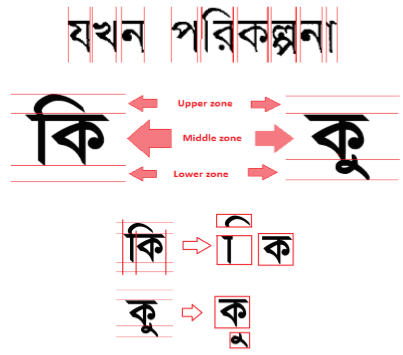 যখন পরিকল্পনা
Upper zone
কি Middle zone কু
Lower zone
কি ি ক
কু ক ু